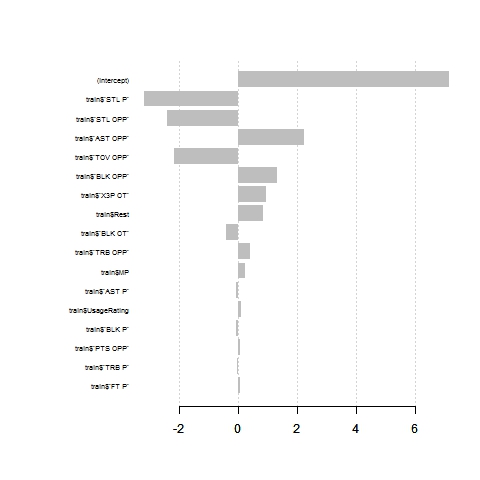 (Intercept)
train$`STL P`
train$`STL OPP`
train$`AST OPP`
train$`TOV OPP`
train$`BLK OPP`
train$`X3P OT`
train$Rest
train$`BLK OT`
train$`TRB OPP`
train$MP
train$`AST P`
train$UsageRating
train$`BLK P`
train$`PTS OPP`
train$`TRB P`
train$`FT P`
-2 0 2 4 6